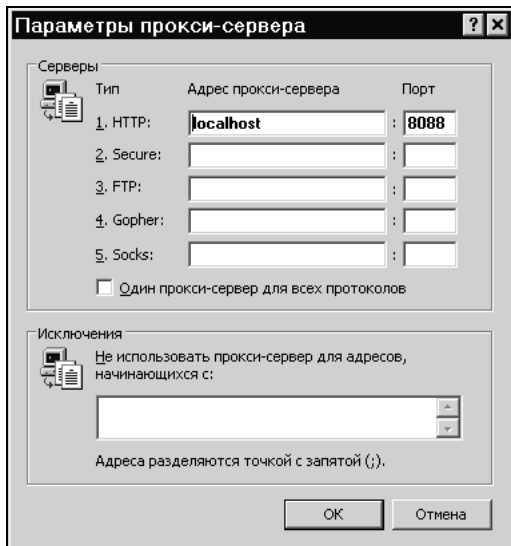 Параметры прокси-сервера ? ×
Серверы
Тип Адрес прокси-сервера Порт
1. HTTP: localhost : 8088
2. Secure: :
3. FTP: :
4. Gopher: :
5. Socks: :
Один прокси-сервер для всех протоколов
Исключения
Не использовать прокси-сервер для адресов,
начинающихся с:
Адреса разделяются точкой с запятой (;).
OK Отмена